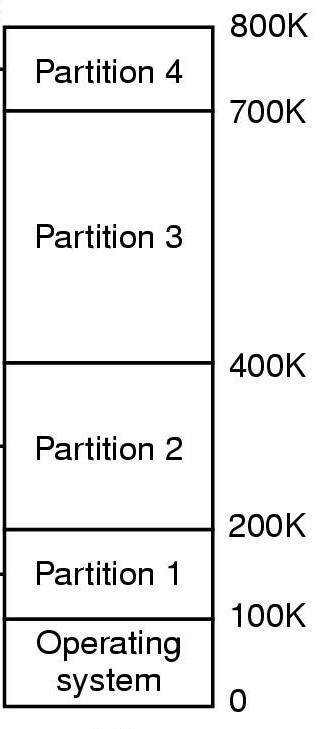 800K
Partition 4
700K
Partition 3
400K
Partition 2
200K
Partition 1
100K
Operating
system
0